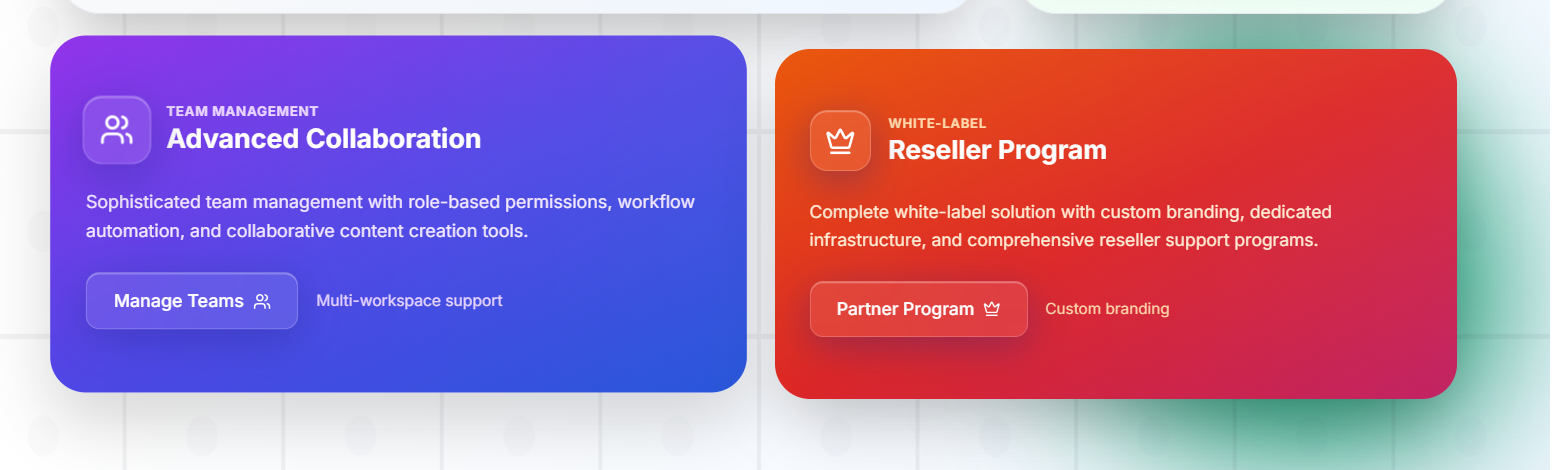 TEAM MANAGEMENT
Advanced Collaboration
Sophisticated team management with role-based permissions, workflow
automation, and collaborative content creation tools.
Manage Teams
Multi-workspace support
WHITE-LABEL
Reseller Program
Complete white-label solution with custom branding, dedicated
infrastructure, and comprehensive reseller support programs.
Partner Program
Custom branding